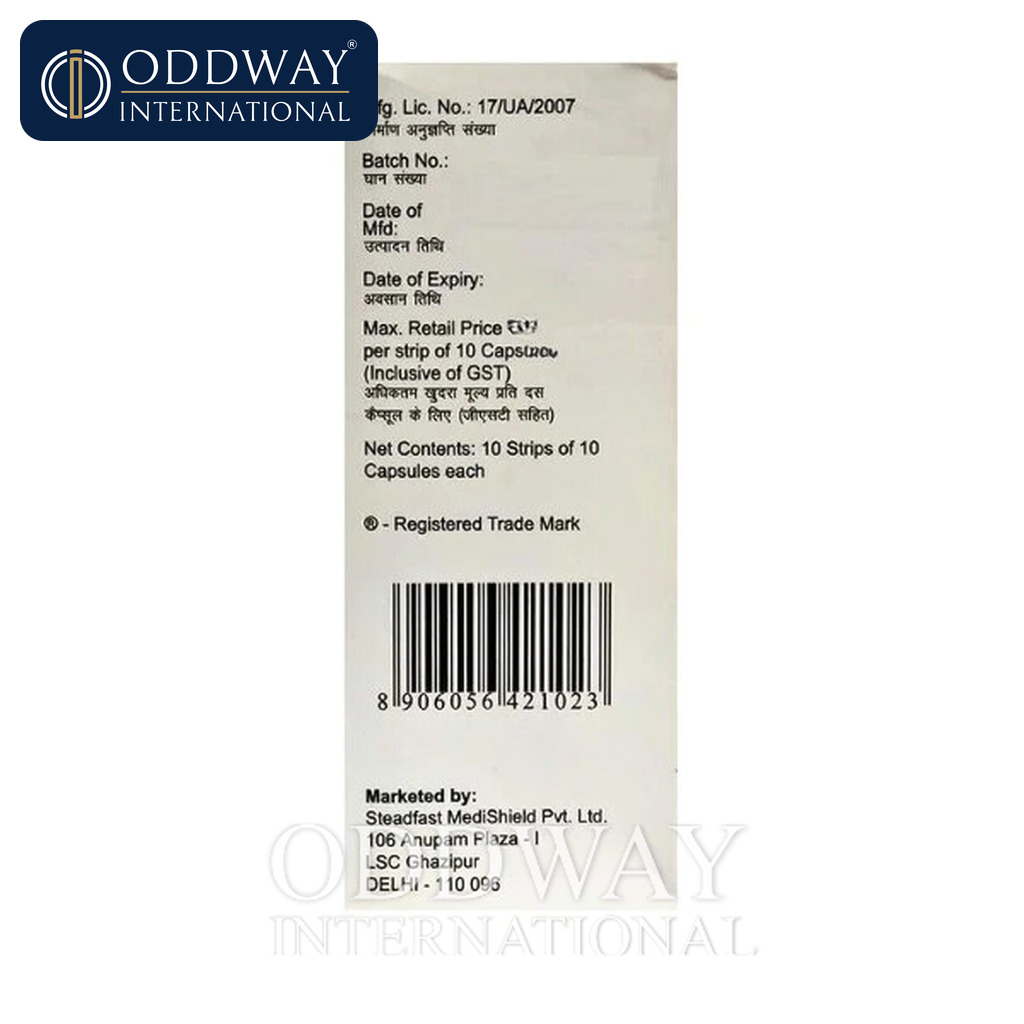 ODDWAY®
INTERNATIONAL
fg. Lic. No.: 17/UA/2007
र्माण अनुज्ञप्ति संख्या
Batch No.:
घान संख्या
Date of
Mfd:
उत्पादन तिथि
Date of Expiry:
अवसान तिथि
Max. Retail Price
per strip of 10
(Inclusive of GST)
अधिकतम खुदरा मूल्य प्रति दस
कैप्सूल के लिए (जीएसटी सहित)
Net Contents: 10 Strips of 10
Capsules each
® - Registered Trade Mark
8 906056 421023
Marketed by:
Steadfast MediShield Pvt. Ltd.
106 Anupam Plaza - I
LSC Ghazipur
DELHI - 110 096
ODDWAY
INTERNATIONAL